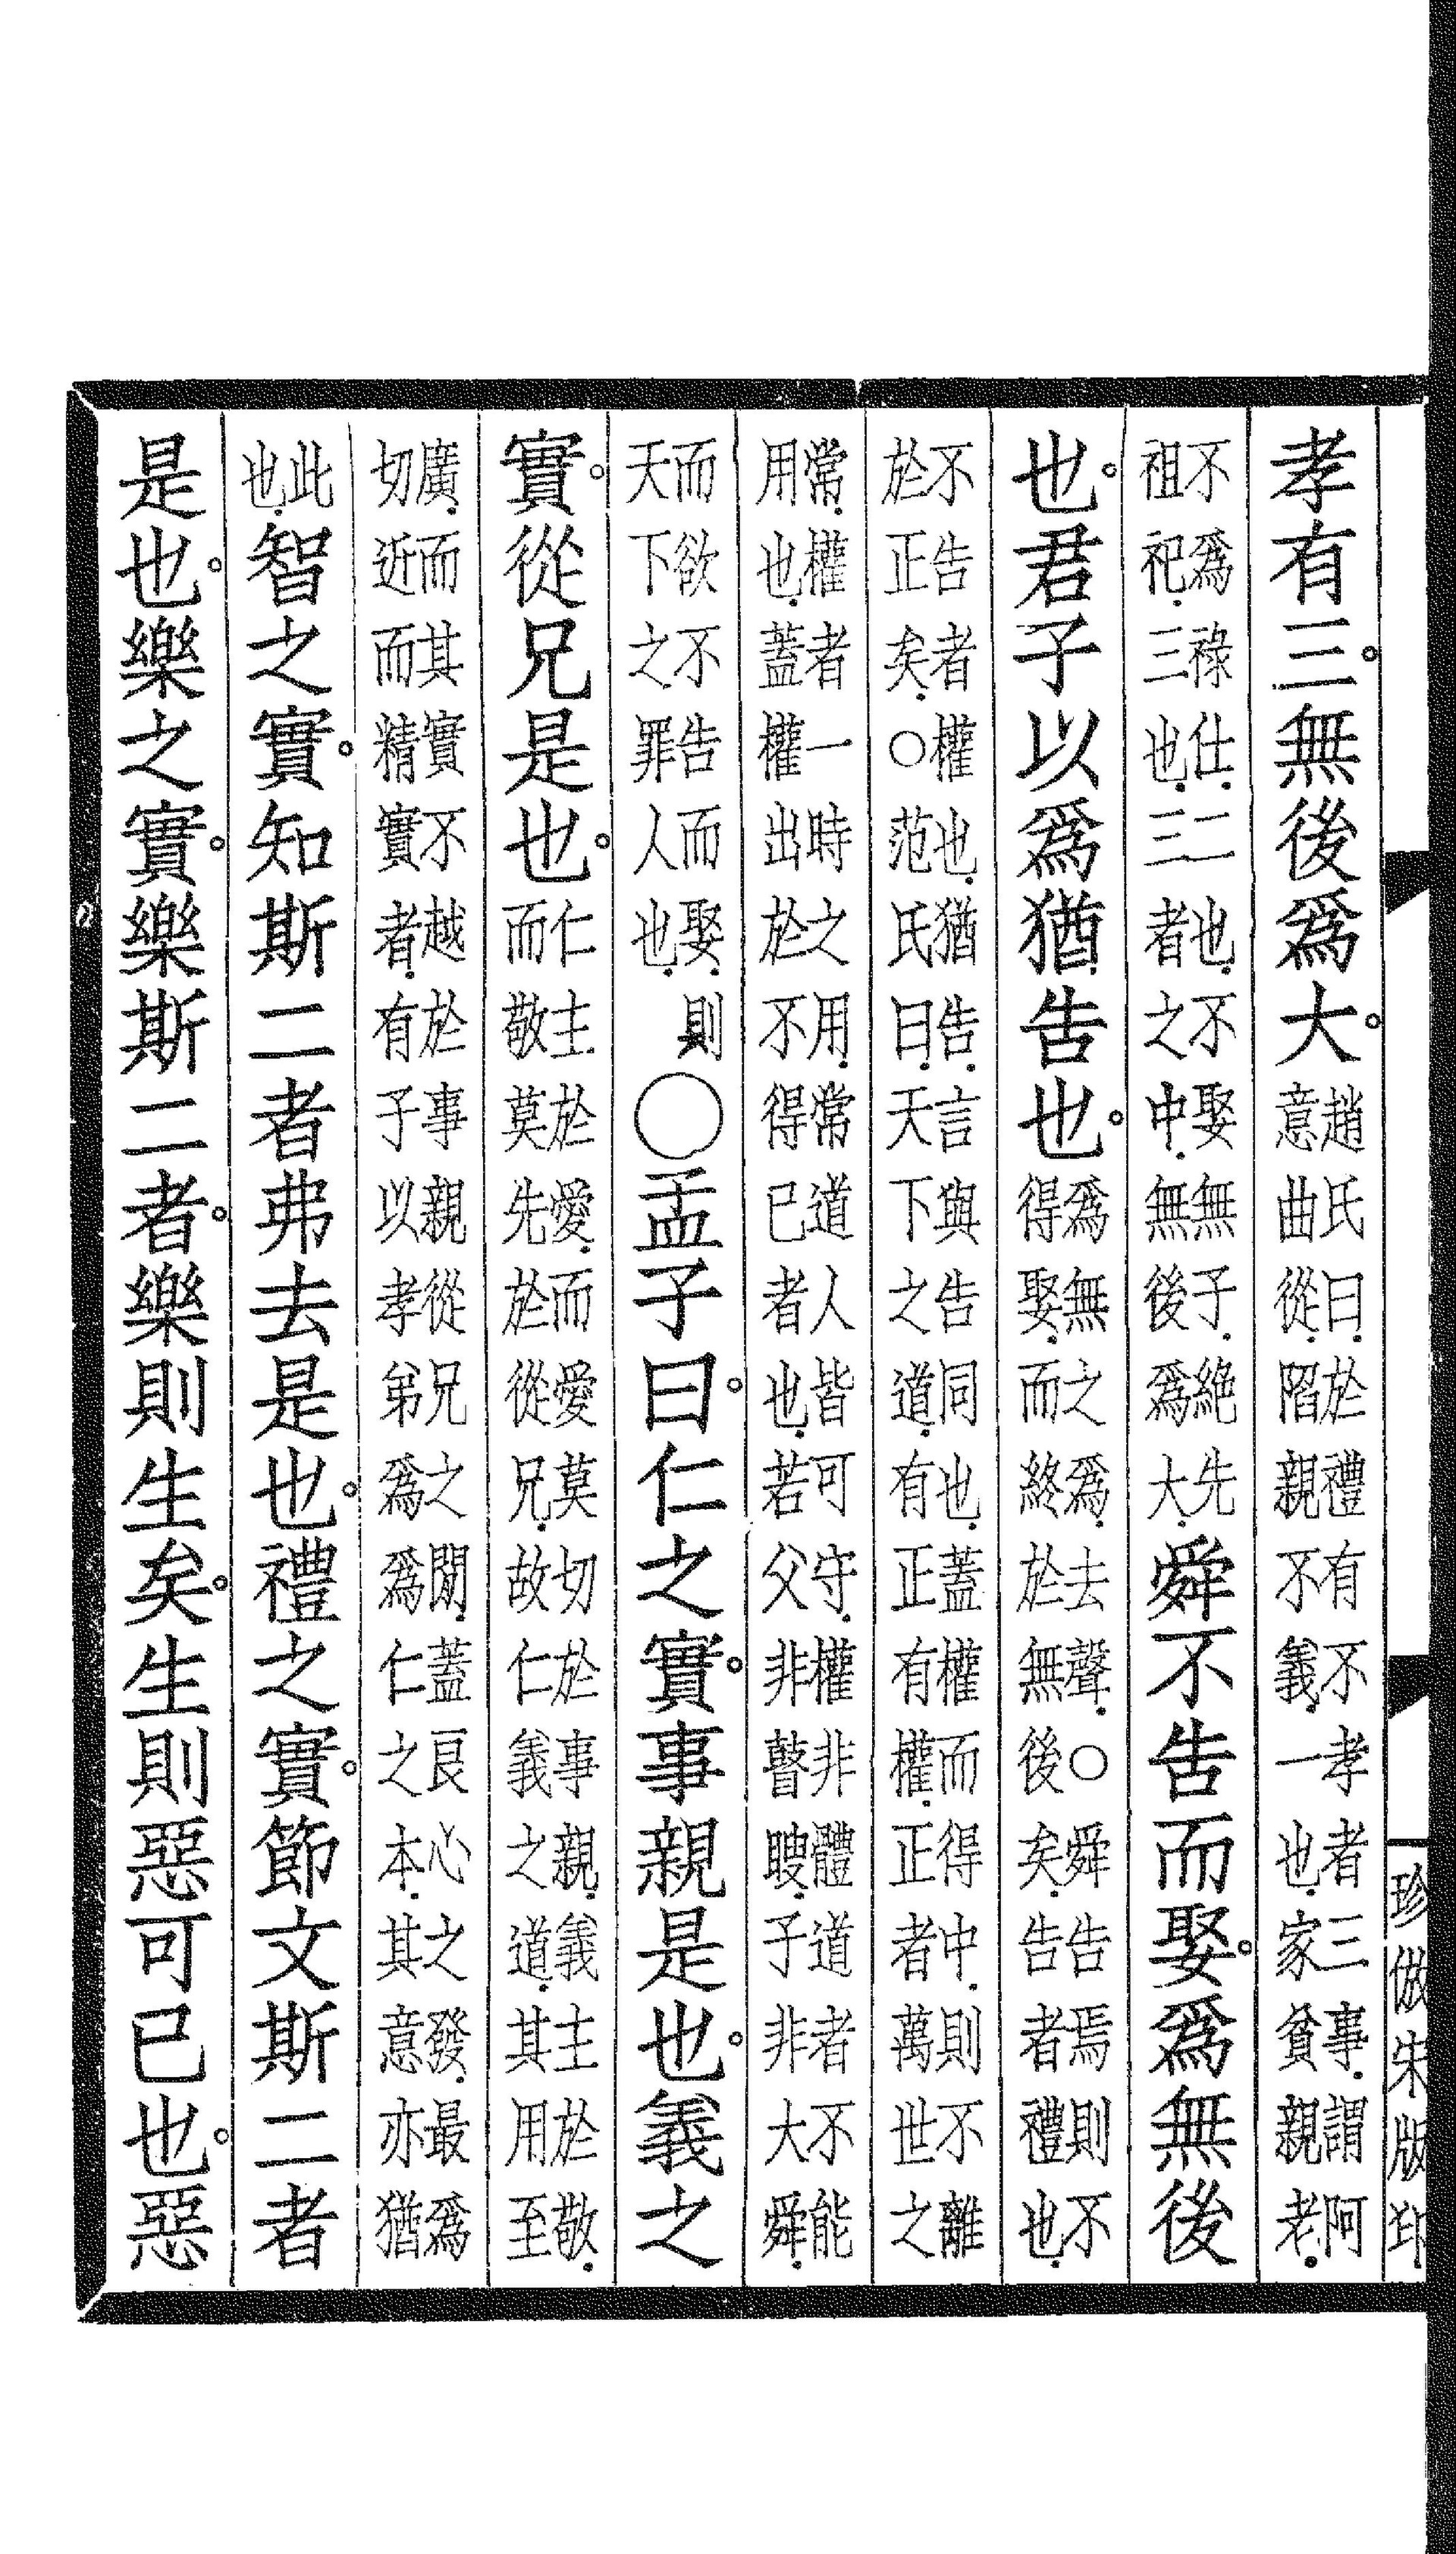 珍倣宋版印
孝有三。無後爲大。趙氏曰.於禮有不孝者三事.謂阿
意曲從.陷親不義.一也.家貧親老.
不爲祿仕.二也.不娶無子.絶先
祖祀.三也.三者之中.無後爲大.舜不告而娶。爲無後
也。君子以爲猶告也。爲無之爲.去聲.○舜告焉則不
得娶.而終於無後矣.告者禮也.
不告者權也.猶告.言與告同也.蓋權而得中.則不離
於正矣.○范氏曰.天下之道.有正有權.正者萬世之
常.權者一時之用.常道人皆可守.權非體道者不能
用也.蓋權出於不得已者也.若父非瞽瞍.子非大舜.
而欲不告而娶.則
天下之罪人也.○孟子曰。仁之實。事親是也。義之
實。從兄是也。仁主於愛.而愛莫切於事親.義主於敬.
而敬莫先於從兄.故仁義之道.其用至
廣.而其實不越於事親從兄之閒.蓋良心之發.最爲
切近而精實者.有子以孝弟爲爲仁之本.其意亦猶
此
也.智之實。知斯二者弗去是也。禮之實。節文斯二者
是也。樂之實。樂斯二者。樂則生矣。生則惡可已也。惡